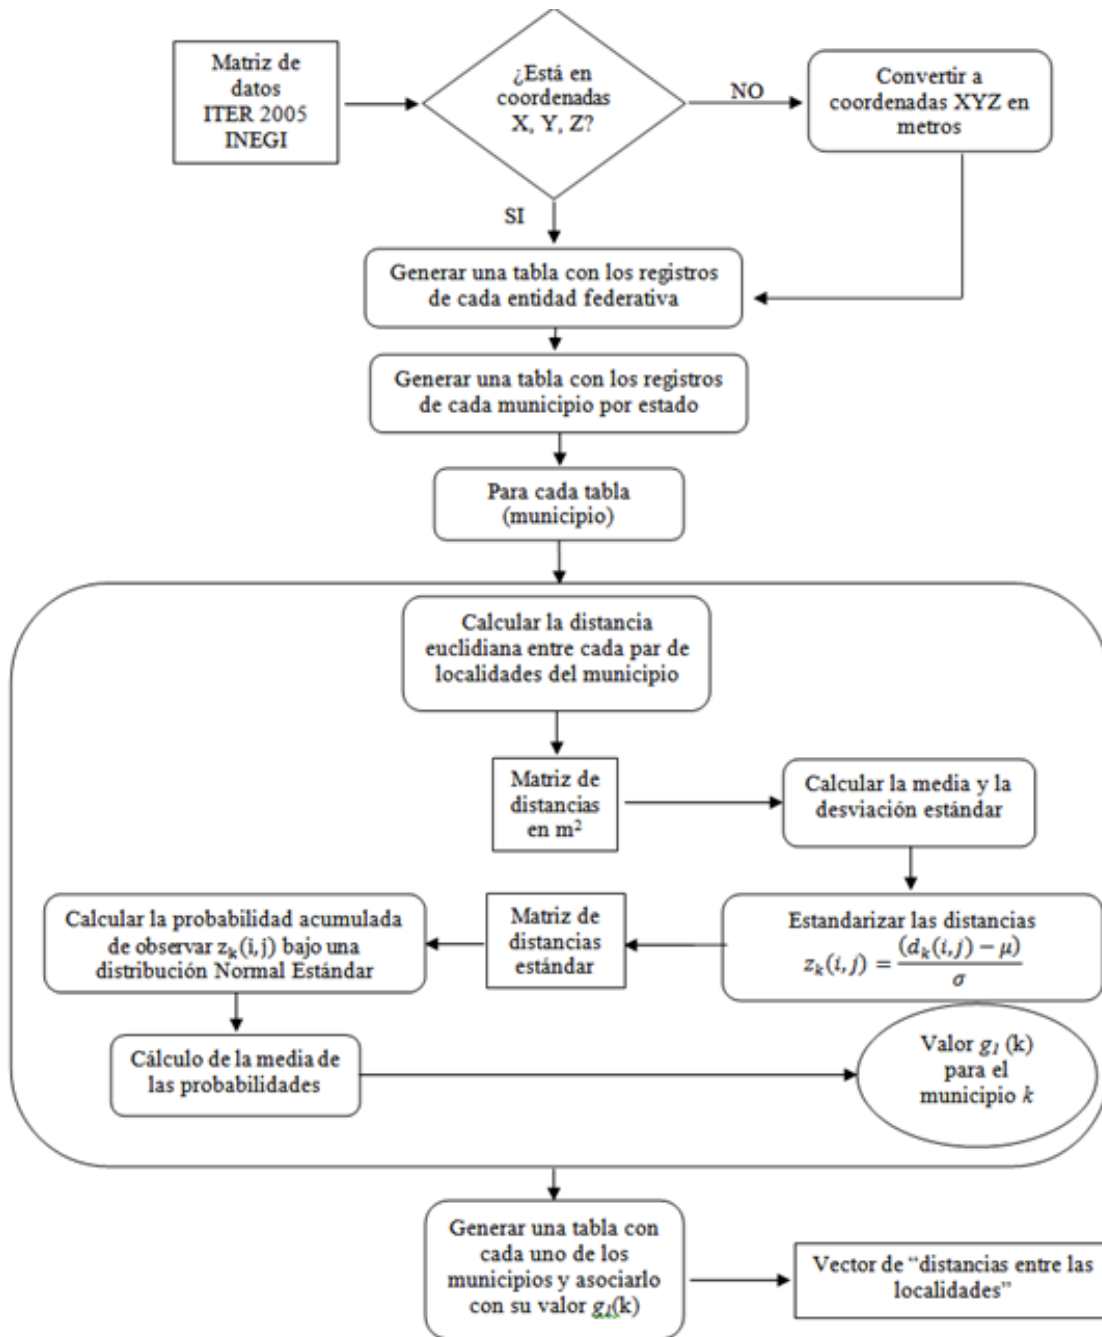 Matriz de
datos
ITER 2005
INEGI
¿Está en
coordenadas
X, Y, Z?
NO
Convertir a
coordenadas XYZ en
metros
SI
Generar una tabla con los registros
de cada entidad federativa
Generar una tabla con los registros
de cada municipio por estado
Para cada tabla
(municipio)
Calcular la distancia
euclidiana entre cada par de
localidades del municipio
Matriz de
distancias
en m²
Calcular la media y la
desviación estándar
Estandarizar las distancias
z_k(i,j) = (d_k(i,j) − μ) / σ
Matriz de
distancias
estándar
Calcular la probabilidad acumulada
de observar z_k(i,j) bajo una
distribución Normal Estándar
Cálculo de la media de
las probabilidades
Valor g_1 (k)
para el
municipio k
Generar una tabla con
cada uno de los
municipios y asociarlo
con su valor g_1(k)
Vector de “distancias entre las
localidades”